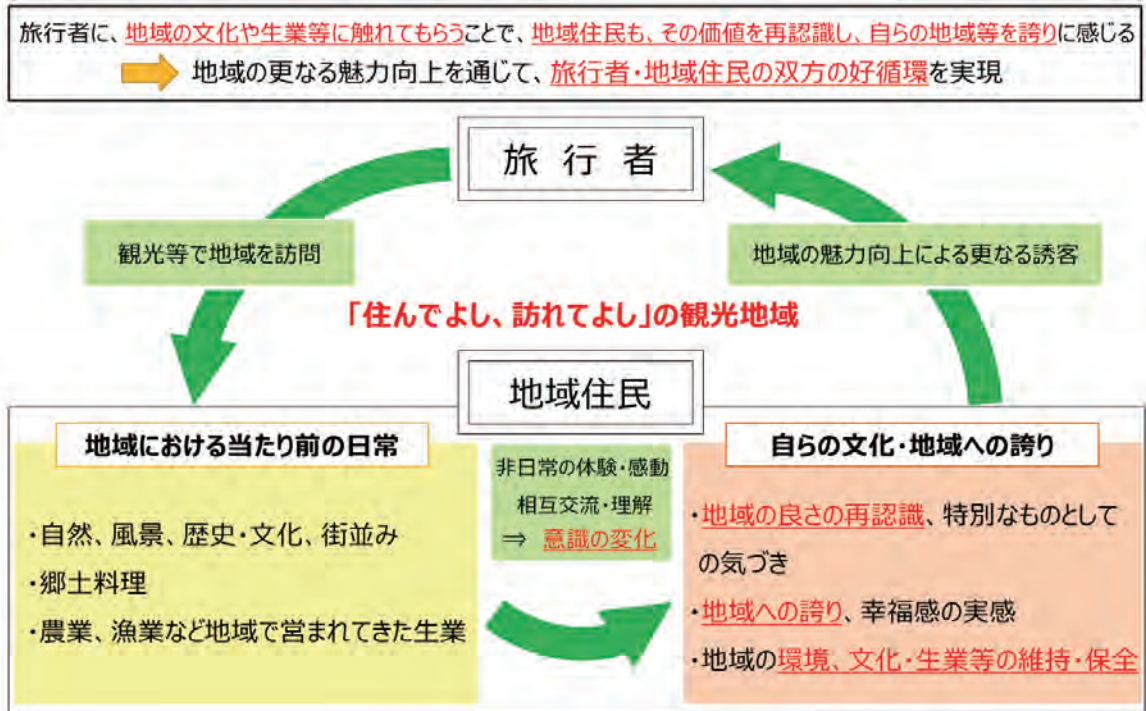 旅行者に、地域の文化や生業等に触れてもらうことで、地域住民も、その価値を再認識し、自らの地域等を誇りに感じる
地域の更なる魅力向上を通じて、旅行者・地域住民の双方の好循環を実現
旅行者
観光等で地域を訪問
地域の魅力向上による更なる誘客
「住んでよし、訪れてよし」の観光地域
地域住民
地域における当たり前の日常
・自然、風景、歴史・文化、街並み
・郷土料理
・農業、漁業など地域で営まれてきた生業
非日常の体験・感動
相互交流・理解
⇒ 意識の変化
自らの文化・地域への誇り
・地域の良さの再認識、特別なものとして
の気づき
・地域への誇り、幸福感の実感
・地域の環境、文化・生業等の維持・保全